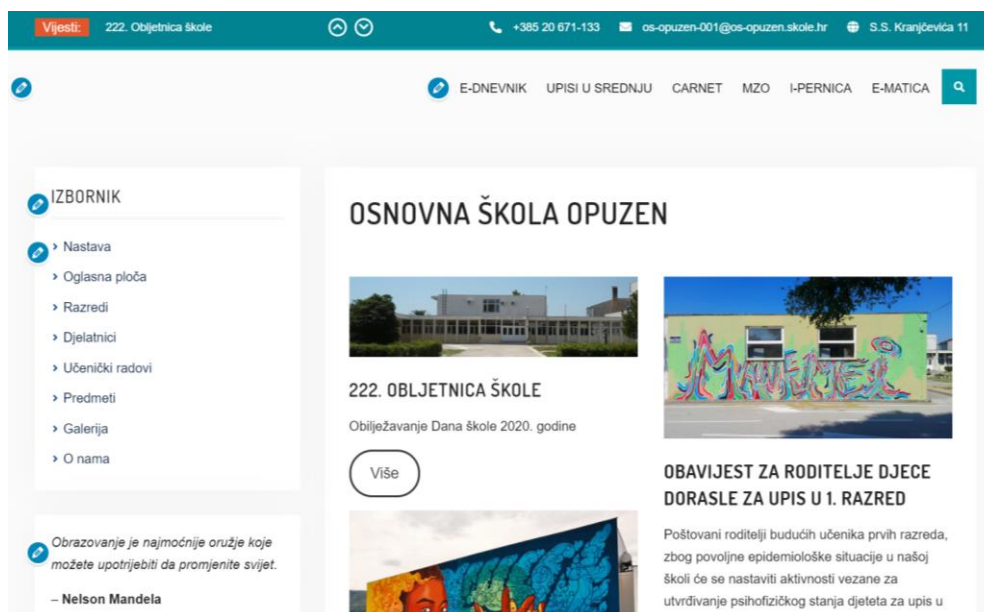 Vijesti: 222. Obljetnica škole +385 20 671-133 os-opuzen-001@os-opuzen.skole.hr S.S. Kranjčevića 11
E-DNEVNIK UPISI U SREDNJU CARNET MZO I-PERNICA E-MATICA
IZBORNIK
Nastava
Oglasna ploča
Razredi
Djelatnici
Učenički radovi
Predmeti
Galerija
O nama
Obrazovanje je najmoćnije oružje koje
možete upotrijebiti da promjenite svijet.
– Nelson Mandela
OSNOVNA ŠKOLA OPUZEN
222. OBLJETNICA ŠKOLE
Obilježavanje Dana škole 2020. godine
Više
OBAVIJEST ZA RODITELJE DJECE
DORASLE ZA UPIS U 1. RAZRED
Poštovani roditelji budućih učenika prvih razreda,
zbog povoljne epidemiološke situacije u našoj
školi će se nastaviti aktivnosti vezane za
utvrđivanje psihofizičkog stanja djeteta za upis u